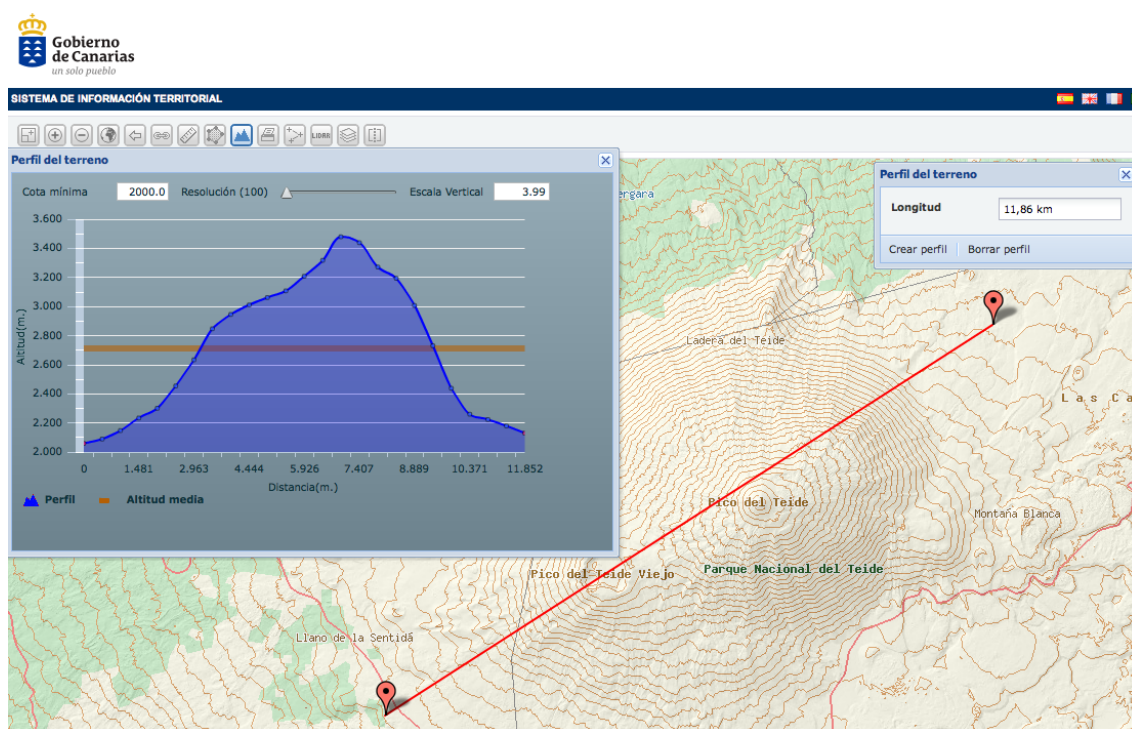 Gobierno
de Canarias
un solo pueblo
SISTEMA DE INFORMACIÓN TERRITORIAL
LIDAR
Perfil del terreno
Cota mínima 2000.0 Resolución (100) Escala Vertical 3.99
3.600
3.400
3.200
3.000
2.800
2.600
2.400
2.200
2.000
Altitud(m.)
0 1.481 2.963 4.444 5.926 7.407 8.889 10.371 11.852
Distancia(m.)
Perfil Altitud media
Perfil del terreno
Longitud 11,86 km
Crear perfil Borrar perfil
ergara
Ladera del Teide
Las Ca
Pico del Teide
Montaña Blanca
Pico del Teide Viejo
Parque Nacional del Teide
Llano de la Sentidá